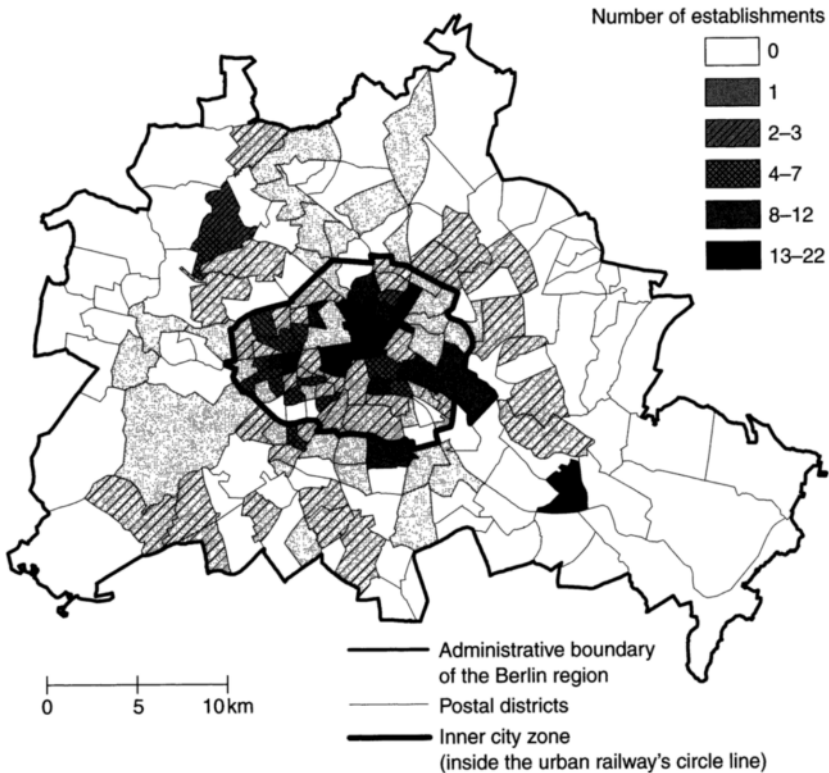 Number of establishments
0
1
2–3
4–7
8–12
13–22
Administrative boundary
of the Berlin region
Postal districts
Inner city zone
(inside the urban railway's circle line)
0 5 10 km